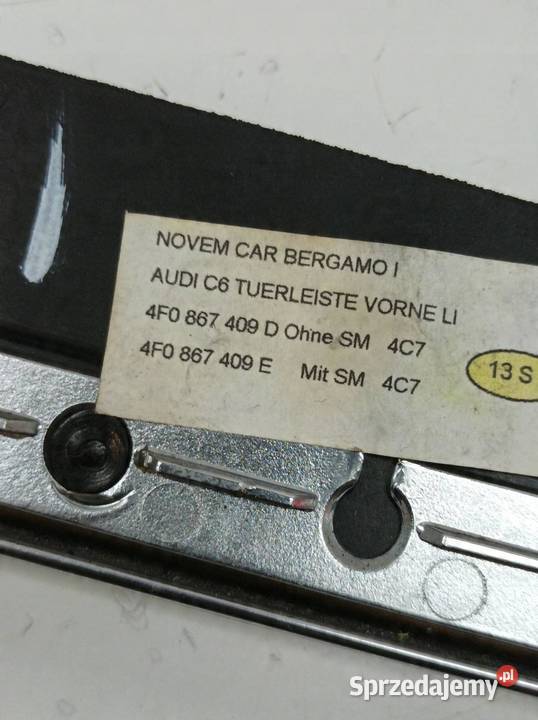 NOVEM CAR BERGAMO I
AUDI C6 TUERLEISTE VORNE LI
4F0 867 409 D Ohne SM 4C7
4F0 867 409 E Mit SM 4C7
13 S
Sprzedajemy.pl